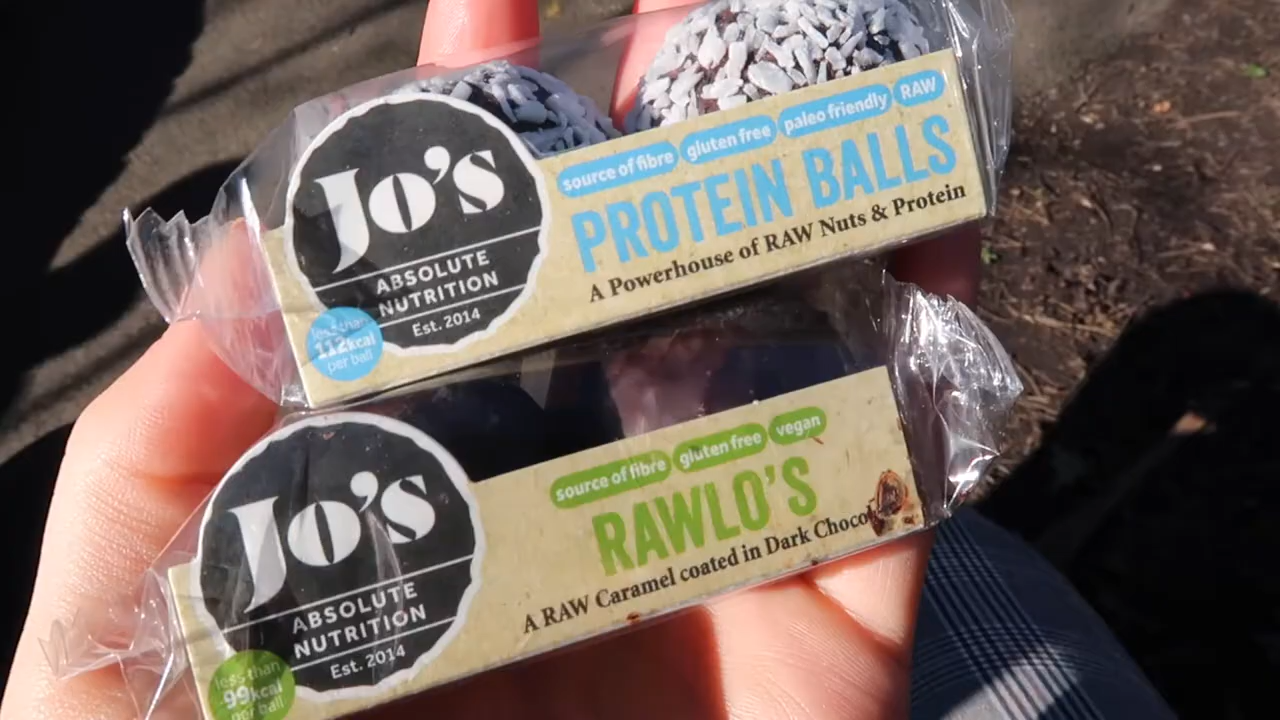 Jo's
ABSOLUTE
NUTRITION
Est. 2014
less than
112kcal
per ball
source of fibre gluten free paleo friendly RAW
PROTEIN BALLS
A Powerhouse of RAW Nuts & Protein
Jo's
ABSOLUTE
NUTRITION
Est. 2014
less than
99kcal
per ball
source of fibre gluten free vegan
RAWLO'S
A RAW Caramel coated in Dark Choco